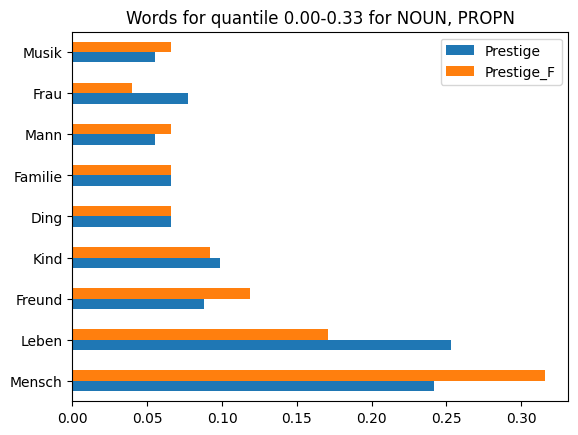 Words for quantile 0.00-0.33 for NOUN, PROPN
Prestige
Prestige_F
Musik
Frau
Mann
Familie
Ding
Kind
Freund
Leben
Mensch
0.00 0.05 0.10 0.15 0.20 0.25 0.30